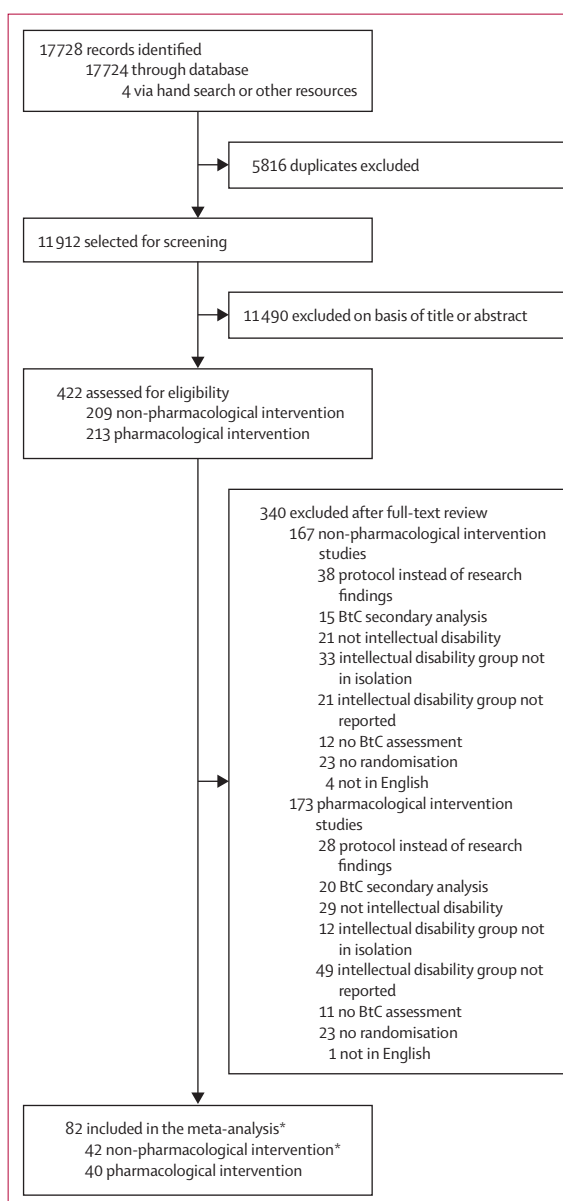 17728 records identified
17724 through database
4 via hand search or other resources
5816 duplicates excluded
11912 selected for screening
11490 excluded on basis of title or abstract
422 assessed for eligibility
209 non-pharmacological intervention
213 pharmacological intervention
340 excluded after full-text review
167 non-pharmacological intervention
studies
38 protocol instead of research
findings
15 BtC secondary analysis
21 not intellectual disability
33 intellectual disability group not
in isolation
21 intellectual disability group not
reported
12 no BtC assessment
23 no randomisation
4 not in English
173 pharmacological intervention
studies
28 protocol instead of research
findings
20 BtC secondary analysis
29 not intellectual disability
12 intellectual disability group not
in isolation
49 intellectual disability group not
reported
11 no BtC assessment
23 no randomisation
1 not in English
82 included in the meta-analysis*
42 non-pharmacological intervention*
40 pharmacological intervention